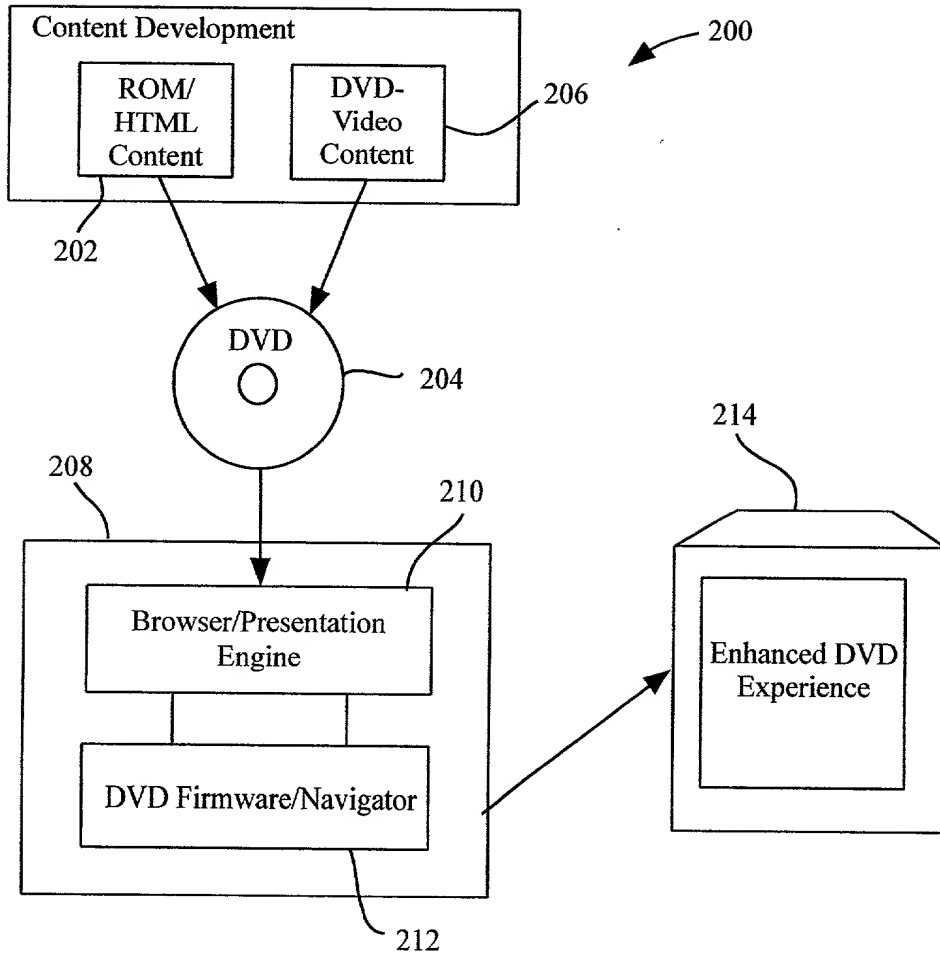 Content Development
200
ROM/
HTML
Content
DVD-
Video
Content
206
202
DVD
204
214
208
210
Browser/Presentation
Engine
Enhanced DVD
Experience
DVD Firmware/Navigator
212